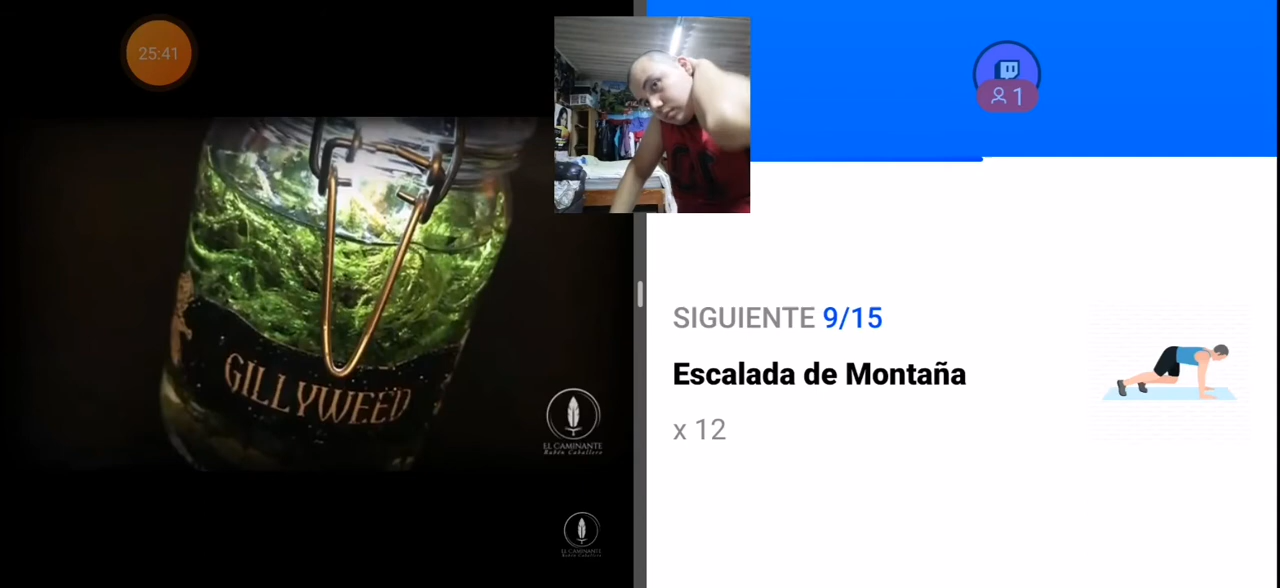 25:41
1
GILLYWEED
EL CAMINANTE
Rubén Caballero
EL CAMINANTE
SIGUIENTE 9/15
Escalada de Montaña
x 12